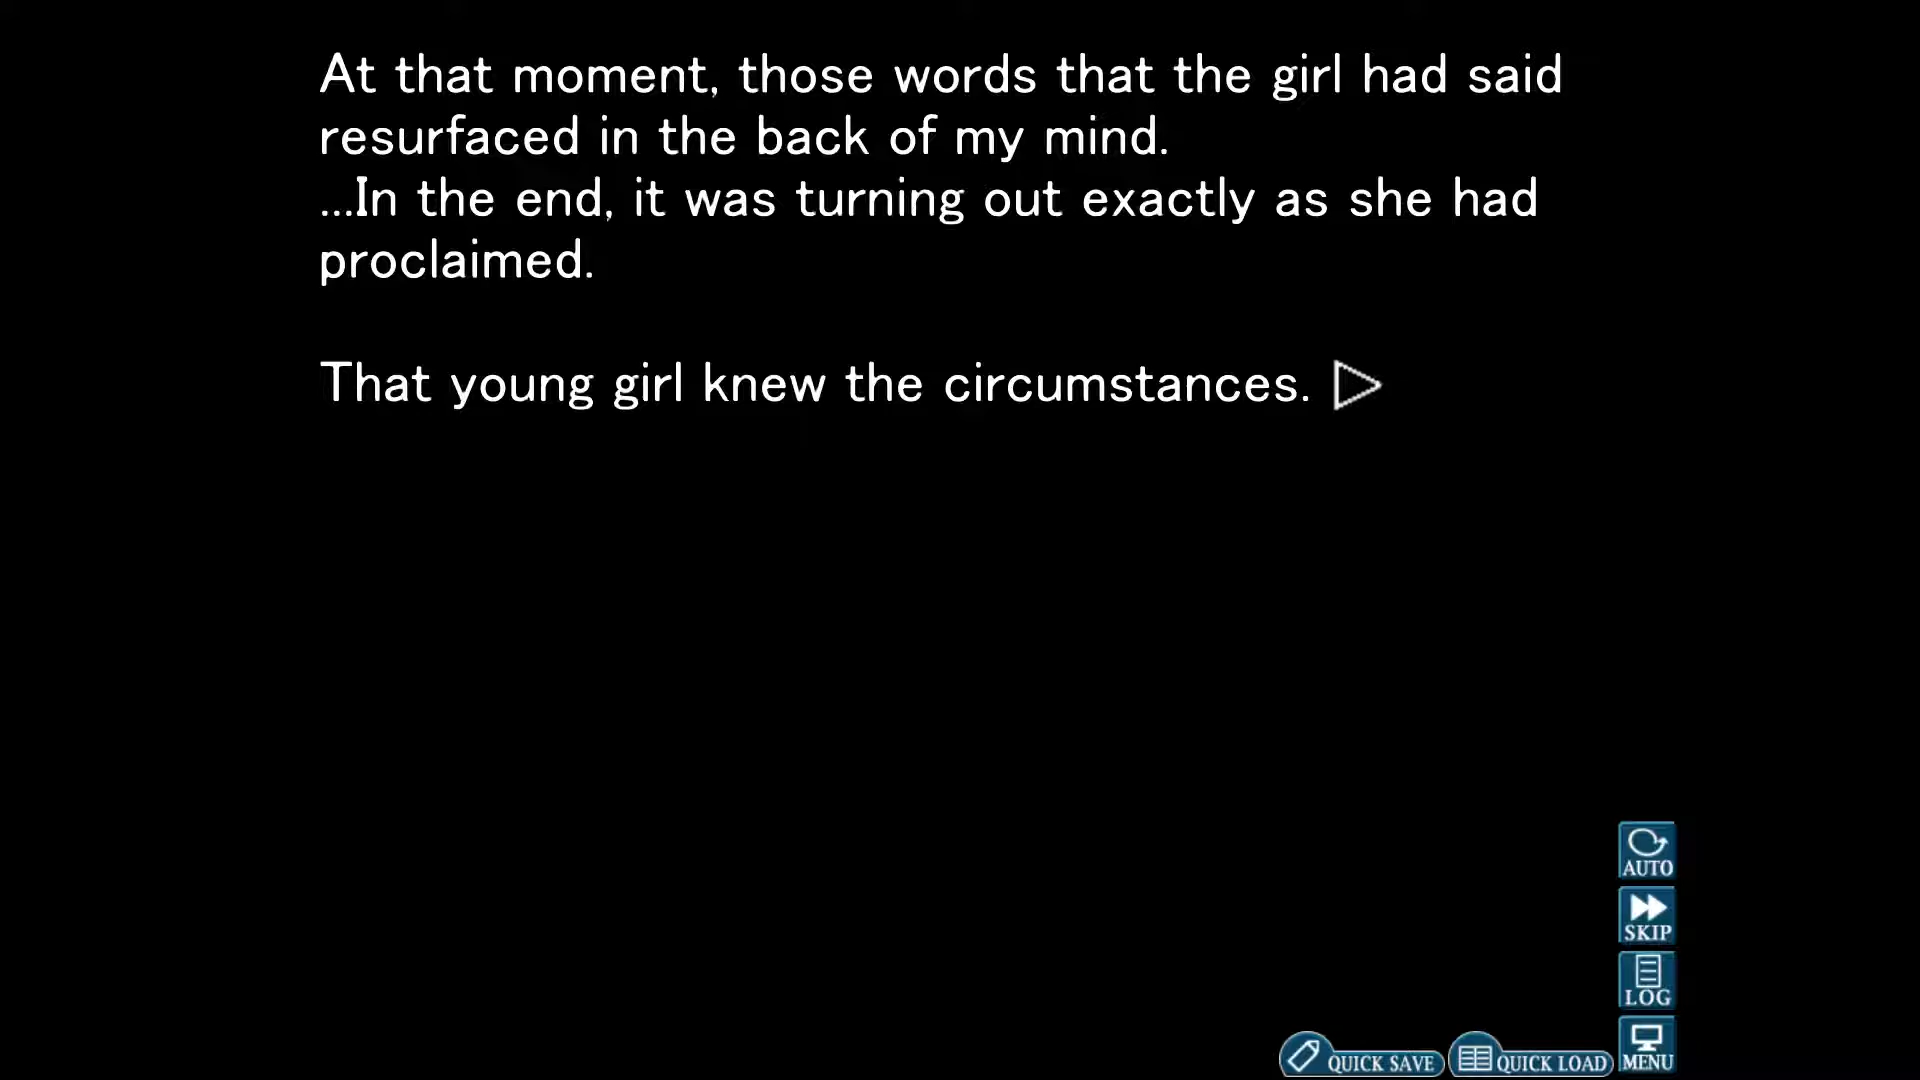 At that moment, those words that the girl had said
resurfaced in the back of my mind.
...In the end, it was turning out exactly as she had
proclaimed.
That young girl knew the circumstances.
AUTO
SKIP
LOG
MENU
QUICK SAVE
QUICK LOAD